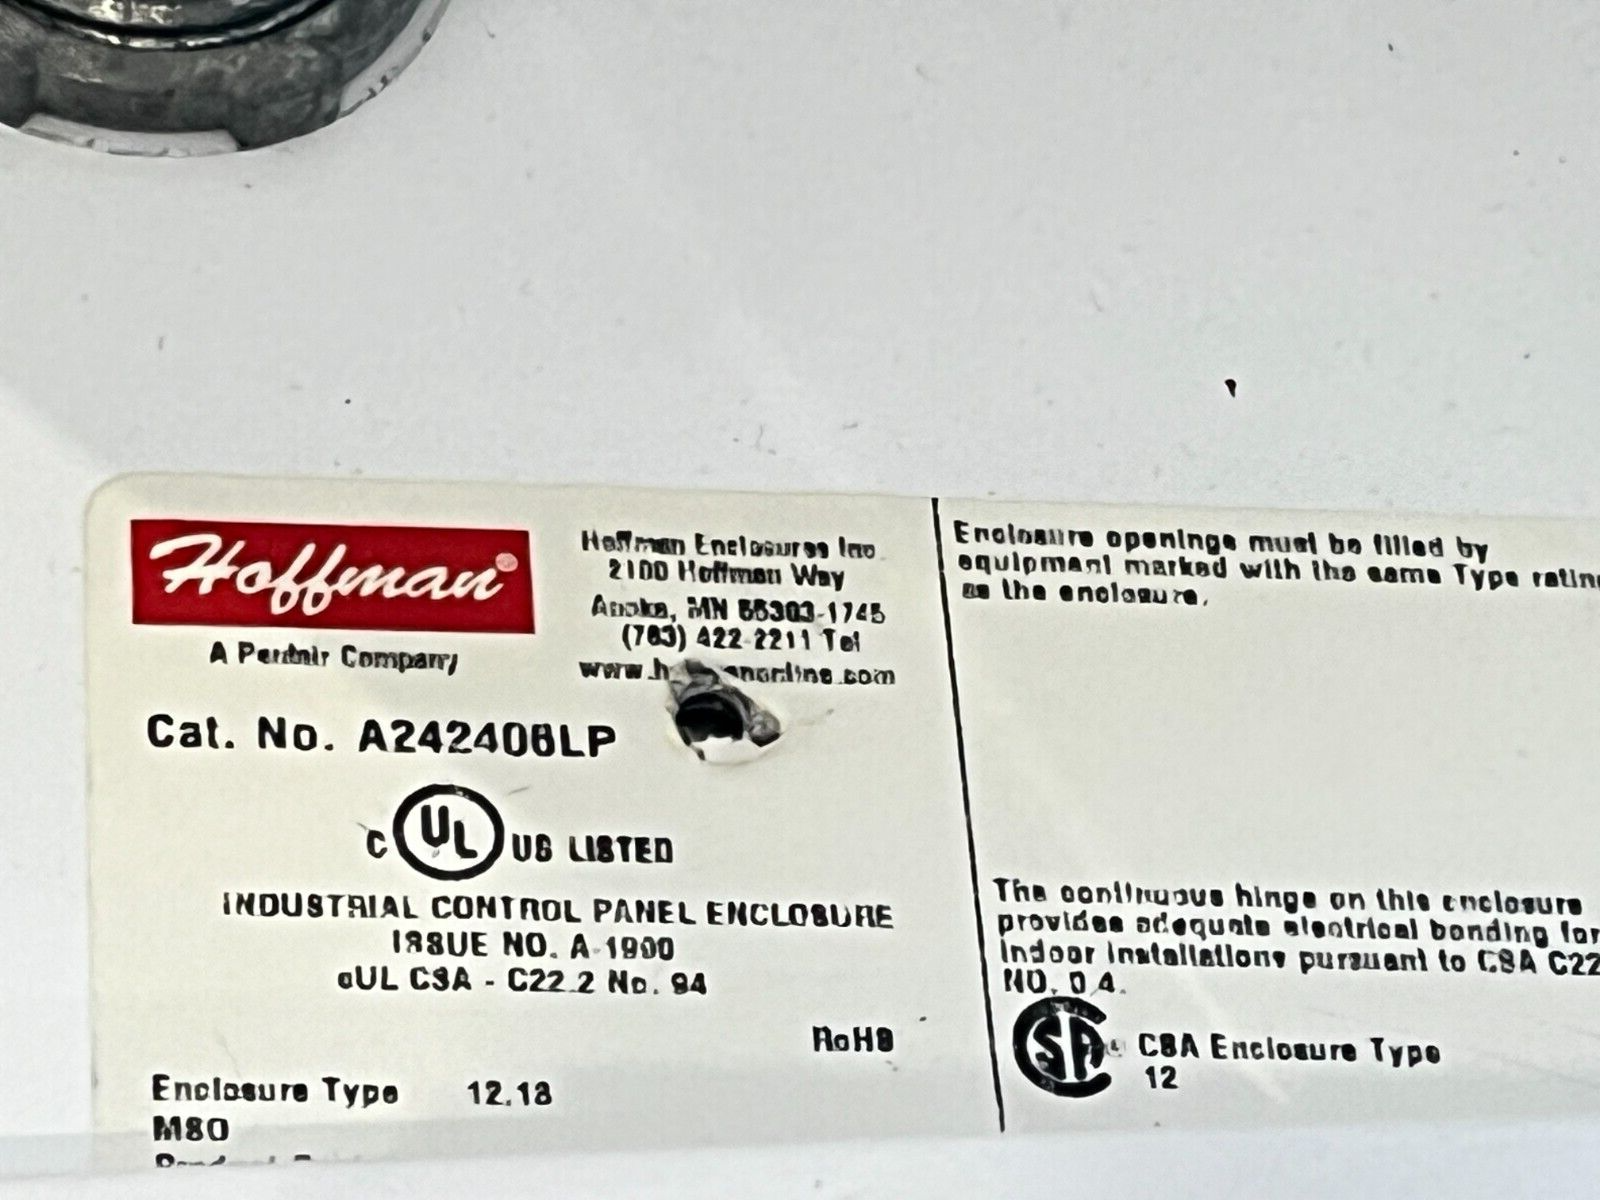 Hoffman®
A Pentair Company
Hoffman Enclosures Inc.
2100 Hoffman Way
Anoka, MN 55303-1745
(763) 422-2211 Tel
Cat. No. A242406LP
C UL US LISTED
INDUSTRIAL CONTROL PANEL ENCLOSURE
ISSUE NO. A-1900
cUL CSA - C22.2 No. 94
RoHS
Enclosure Type 12,13
Enclosure openings must be filled by
equipment marked with the same Type rating
as the enclosure.
The continuous hinge on this enclosure
provides adequate electrical bonding for
indoor installations pursuant to CSA C22
NO. 0.4.
SA CSA Enclosure Type
12